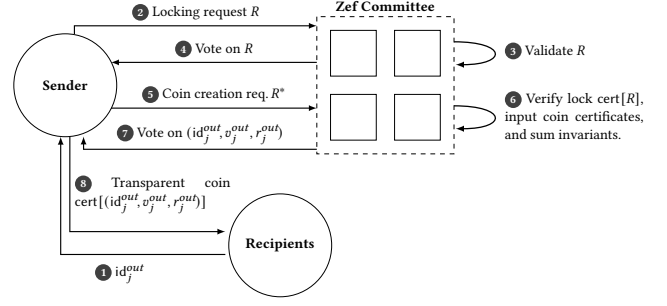 Zef Committee
2 Locking request R
4 Vote on R
3 Validate R
Sender
5 Coin creation req. R*
6 Verify lock cert[R],
input coin certificates,
and sum invariants.
7 Vote on (id_j^out, v_j^out, r_j^out)
8 Transparent coin
cert[(id_j^out, v_j^out, r_j^out)]
Recipients
1 id_j^out